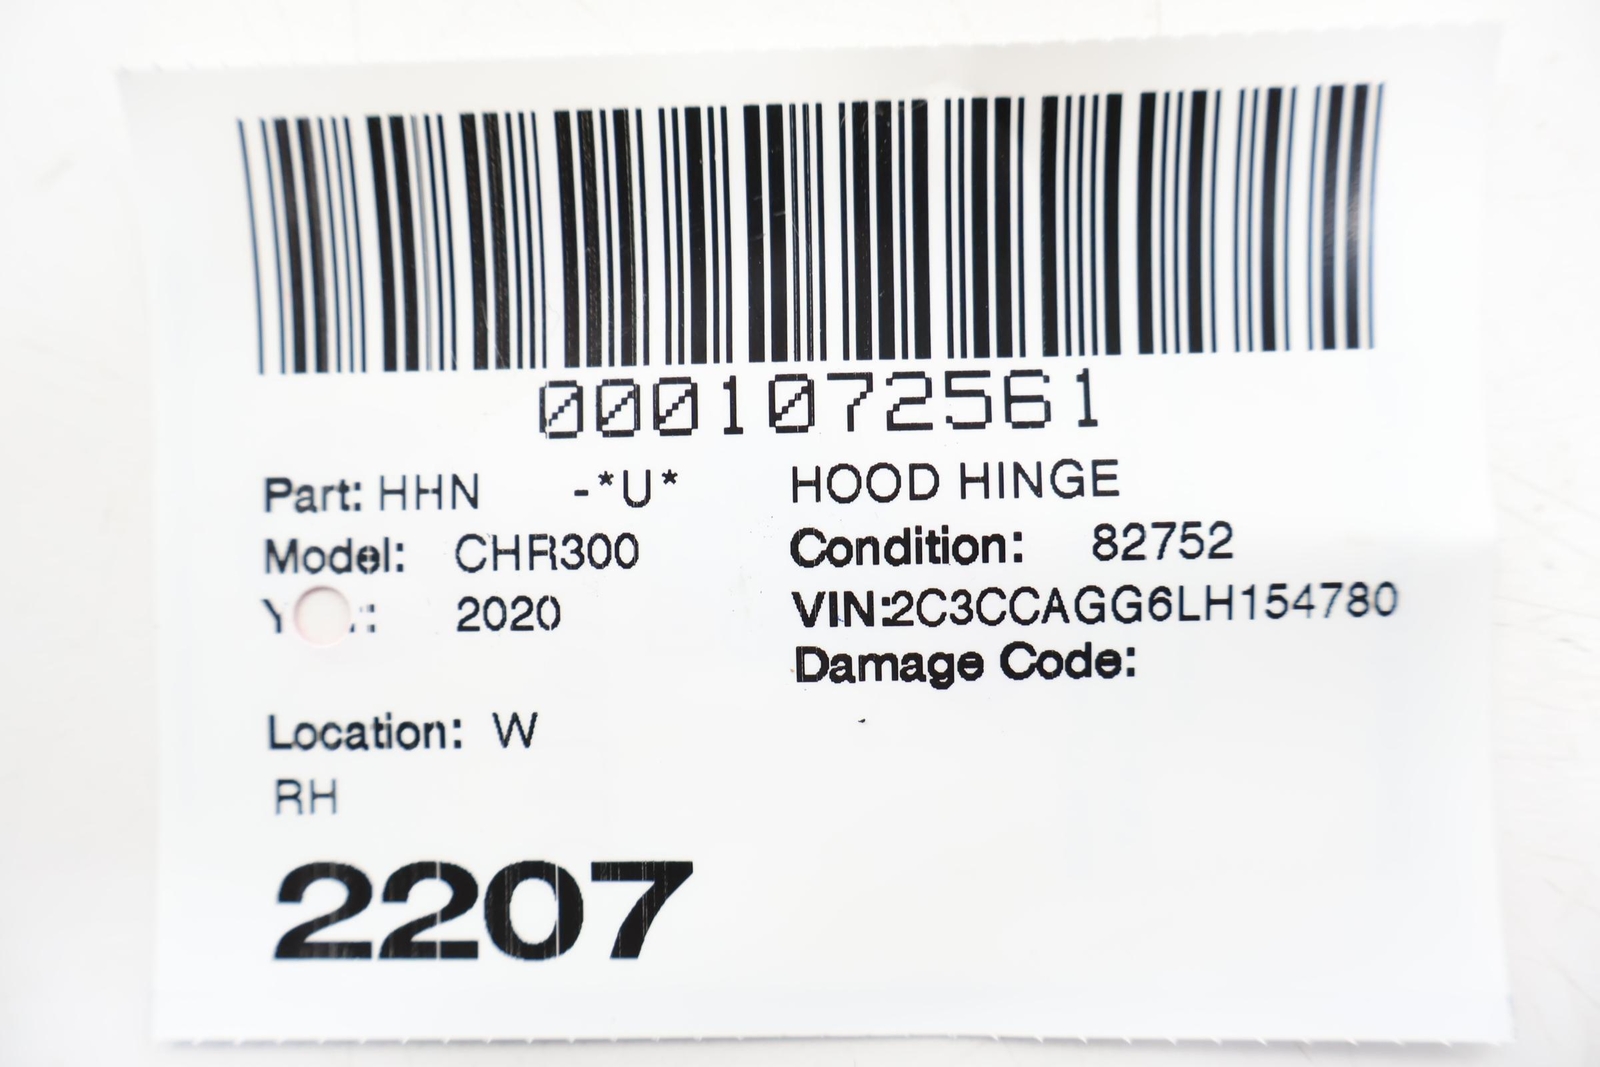 0001072561
Part: HHN -*U* HOOD HINGE
Model: CHR300 Condition: 82752
2020 VIN:2C3CCAGG6LH154780
Damage Code:
Location: W
RH
2207